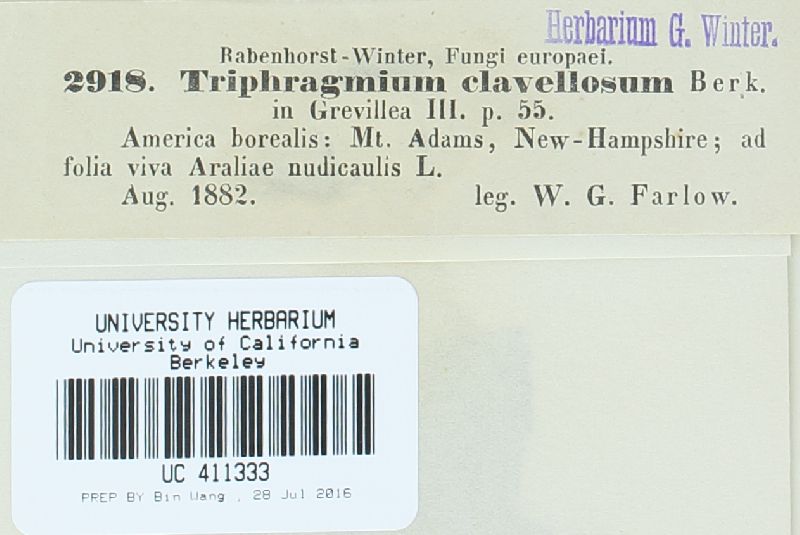 Herbarium G. Winter.
Rabenhorst-Winter, Fungi europaei.
2918. Triphragmium clavellosum Berk.
in Grevillea III. p. 55.
America borealis: Mt. Adams, New-Hampshire; ad
folia viva Araliae nudicaulis L.
Aug. 1882. leg. W. G. Farlow.
UNIVERSITY HERBARIUM
University of California
Berkeley
UC 411333
PREP BY Bin Wang , 28 Jul 2016